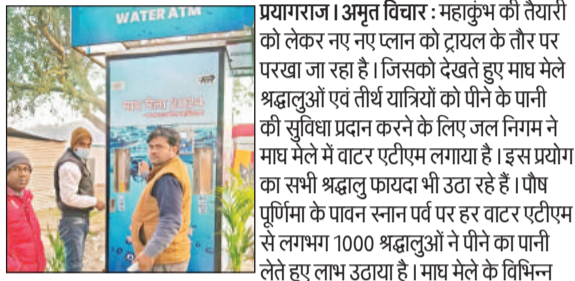 WATER ATM
माघ मेला 2024
प्रयागराज। अमृत विचार : महाकुंभ की तैयारी
को लेकर नए नए प्लान को ट्रायल के तौर पर
परखा जा रहा है। जिसको देखते हुए माघ मेले
श्रद्धालुओं एवं तीर्थ यात्रियों को पीने के पानी
की सुविधा प्रदान करने के लिए जल निगम ने
माघ मेले में वाटर एटीएम लगाया है। इस प्रयोग
का सभी श्रद्धालु फायदा भी उठा रहे हैं। पौष
पूर्णिमा के पावन स्नान पर्व पर हर वाटर एटीएम
से लगभग 1000 श्रद्धालुओं ने पीने का पानी
लेते हुए लाभ उठाया है। माघ मेले के विभिन्न